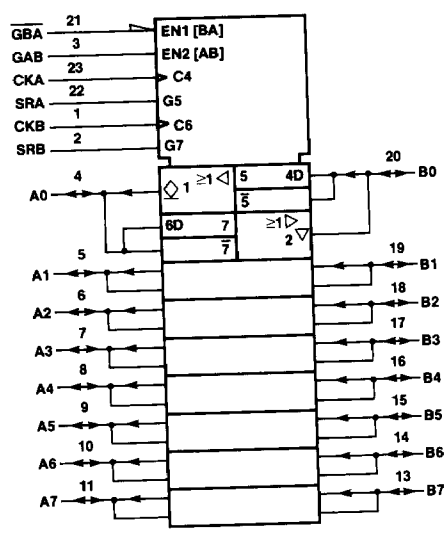 G̅B̅A̅ 21 EN1 [BA]
GAB 3 EN2 [AB]
CKA 23 C4
SRA 22 G5
CKB 1 C6
SRB 2 G7
A0 4 1 ≥1 5 4D 20 B0
5̅
6D 7 ≥1
7̅ 2
A1 5 19 B1
A2 6 18 B2
A3 7 17 B3
A4 8 16 B4
A5 9 15 B5
A6 10 14 B6
A7 11 13 B7